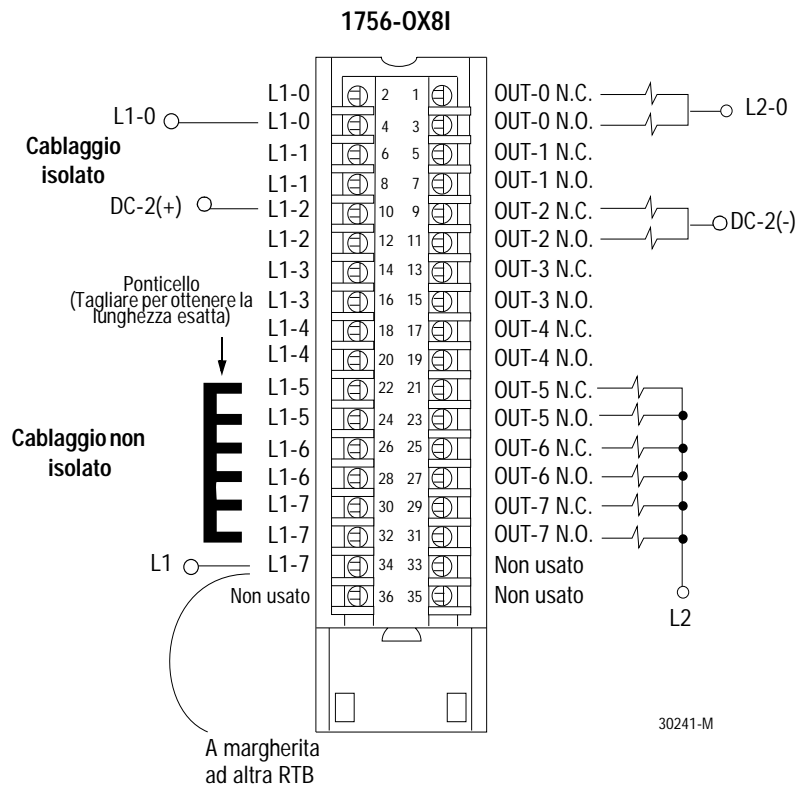 1756-OX8I
L1-0 2 1 OUT-0 N.C.
L1-0 L1-0 4 3 OUT-0 N.O. L2-0
Cablaggio
isolato
L1-1 6 5 OUT-1 N.C.
L1-1 8 7 OUT-1 N.O.
DC-2(+) L1-2 10 9 OUT-2 N.C.
L1-2 12 11 OUT-2 N.O. DC-2(-)
L1-3 14 13 OUT-3 N.C.
Ponticello
(Tagliare per ottenere la
lunghezza esatta)
L1-3 16 15 OUT-3 N.O.
L1-4 18 17 OUT-4 N.C.
L1-4 20 19 OUT-4 N.O.
L1-5 22 21 OUT-5 N.C.
L1-5 24 23 OUT-5 N.O.
Cablaggio non
isolato
L1-6 26 25 OUT-6 N.C.
L1-6 28 27 OUT-6 N.O.
L1-7 30 29 OUT-7 N.C.
L1-7 32 31 OUT-7 N.O.
L1 L1-7 34 33 Non usato
Non usato 36 35 Non usato
L2
30241-M
A margherita
ad altra RTB